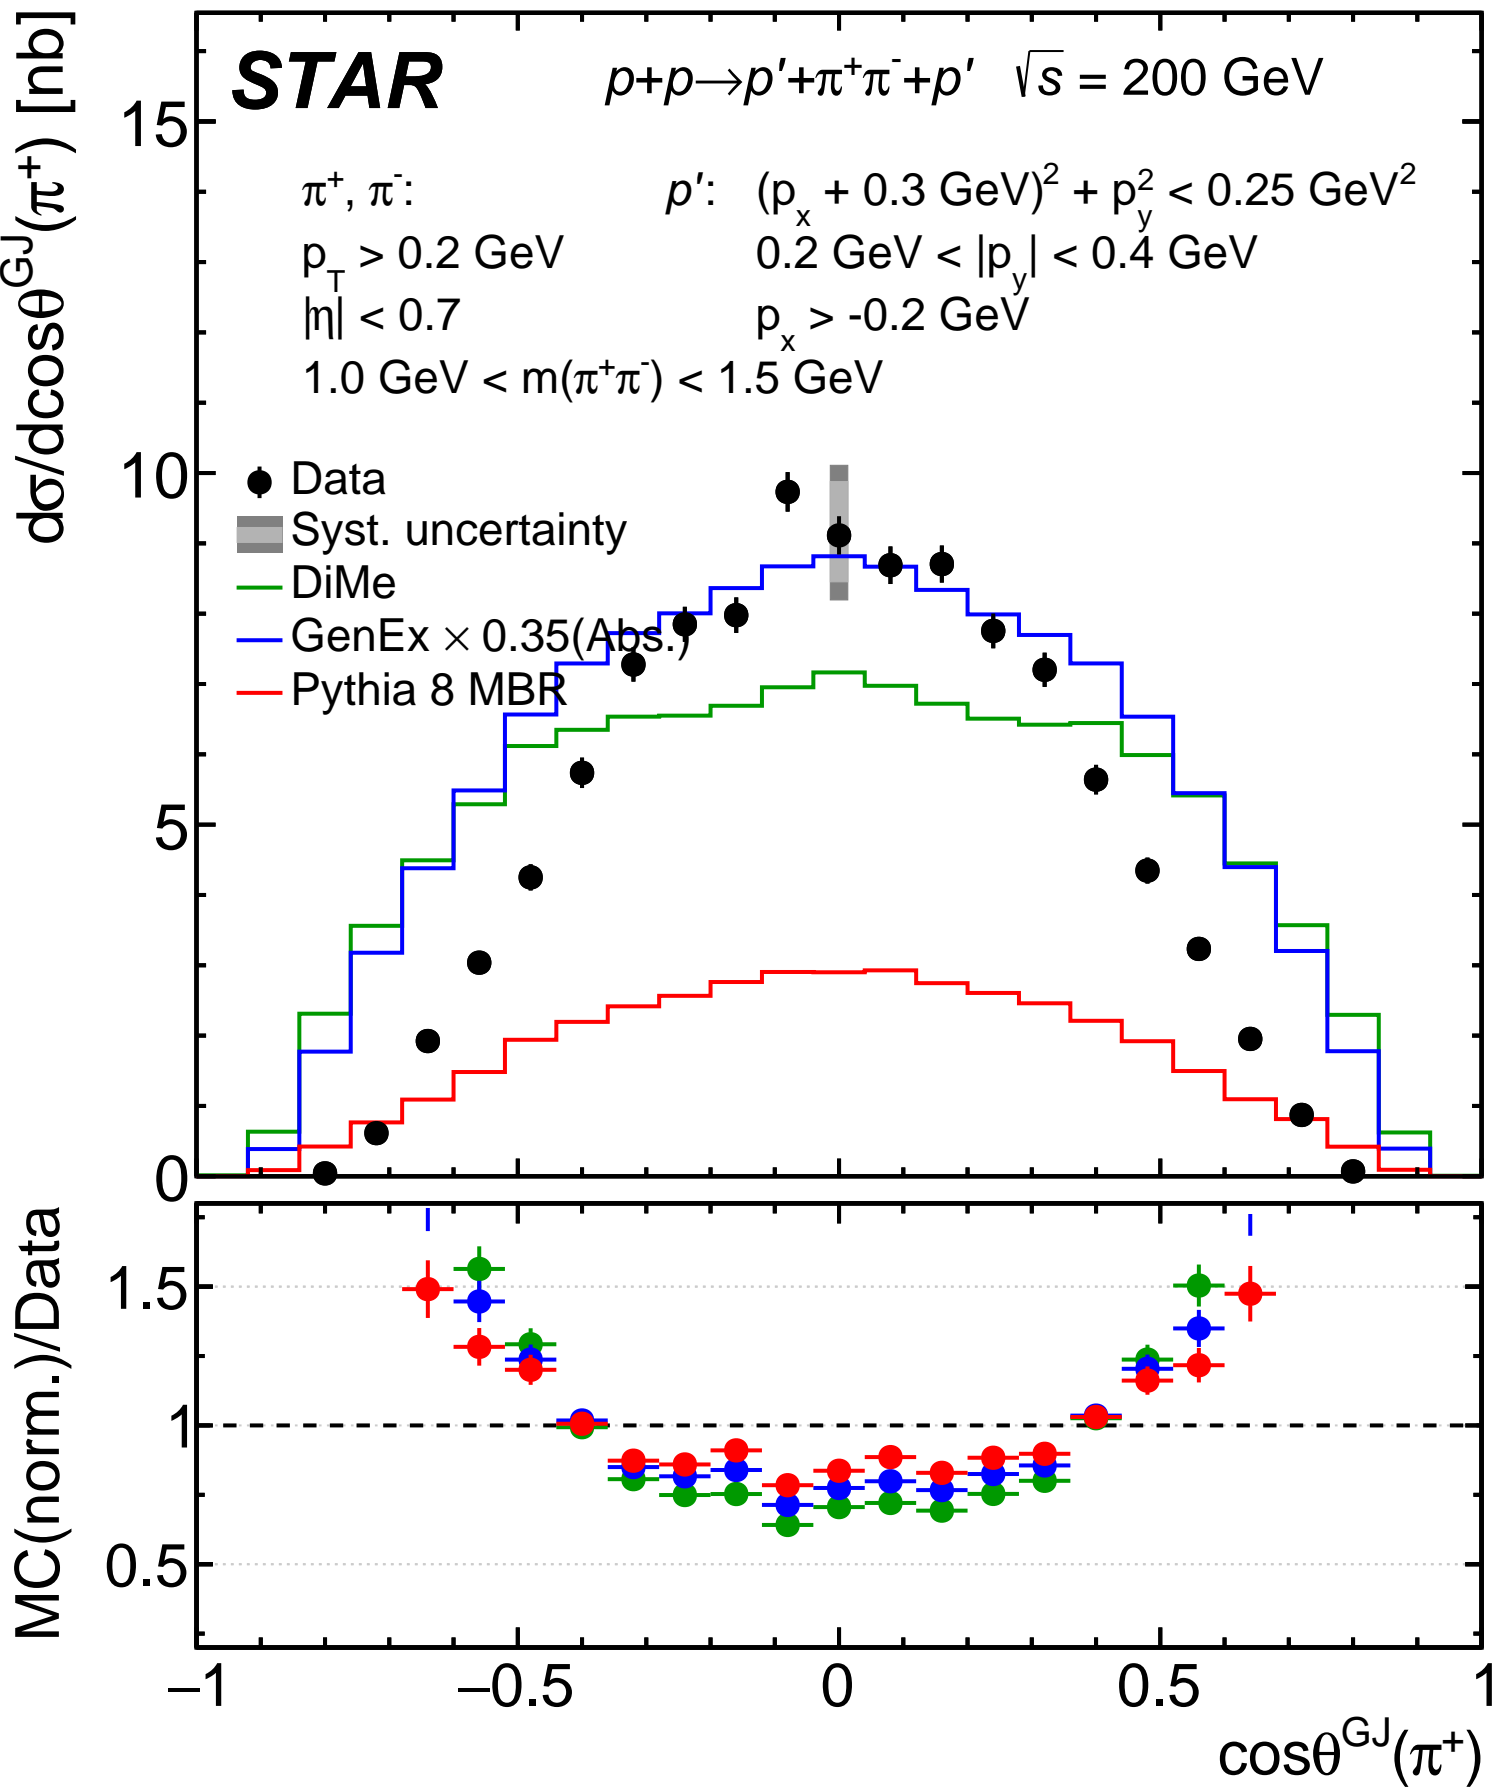 STAR p+p→p′+π⁺π⁻+p′ √s = 200 GeV
π⁺, π⁻: p′: (pₓ + 0.3 GeV)² + p_y² < 0.25 GeV²
p_T > 0.2 GeV 0.2 GeV < |p_y| < 0.4 GeV
|η| < 0.7 pₓ > -0.2 GeV
1.0 GeV < m(π⁺π⁻) < 1.5 GeV
dσ/dcosθ^GJ(π⁺) [nb]
15
10
5
0
Data
Syst. uncertainty
DiMe
GenEx × 0.35(Abs.)
Pythia 8 MBR
MC(norm.)/Data
1.5
1
0.5
−1 −0.5 0 0.5 1
cosθ^GJ(π⁺)